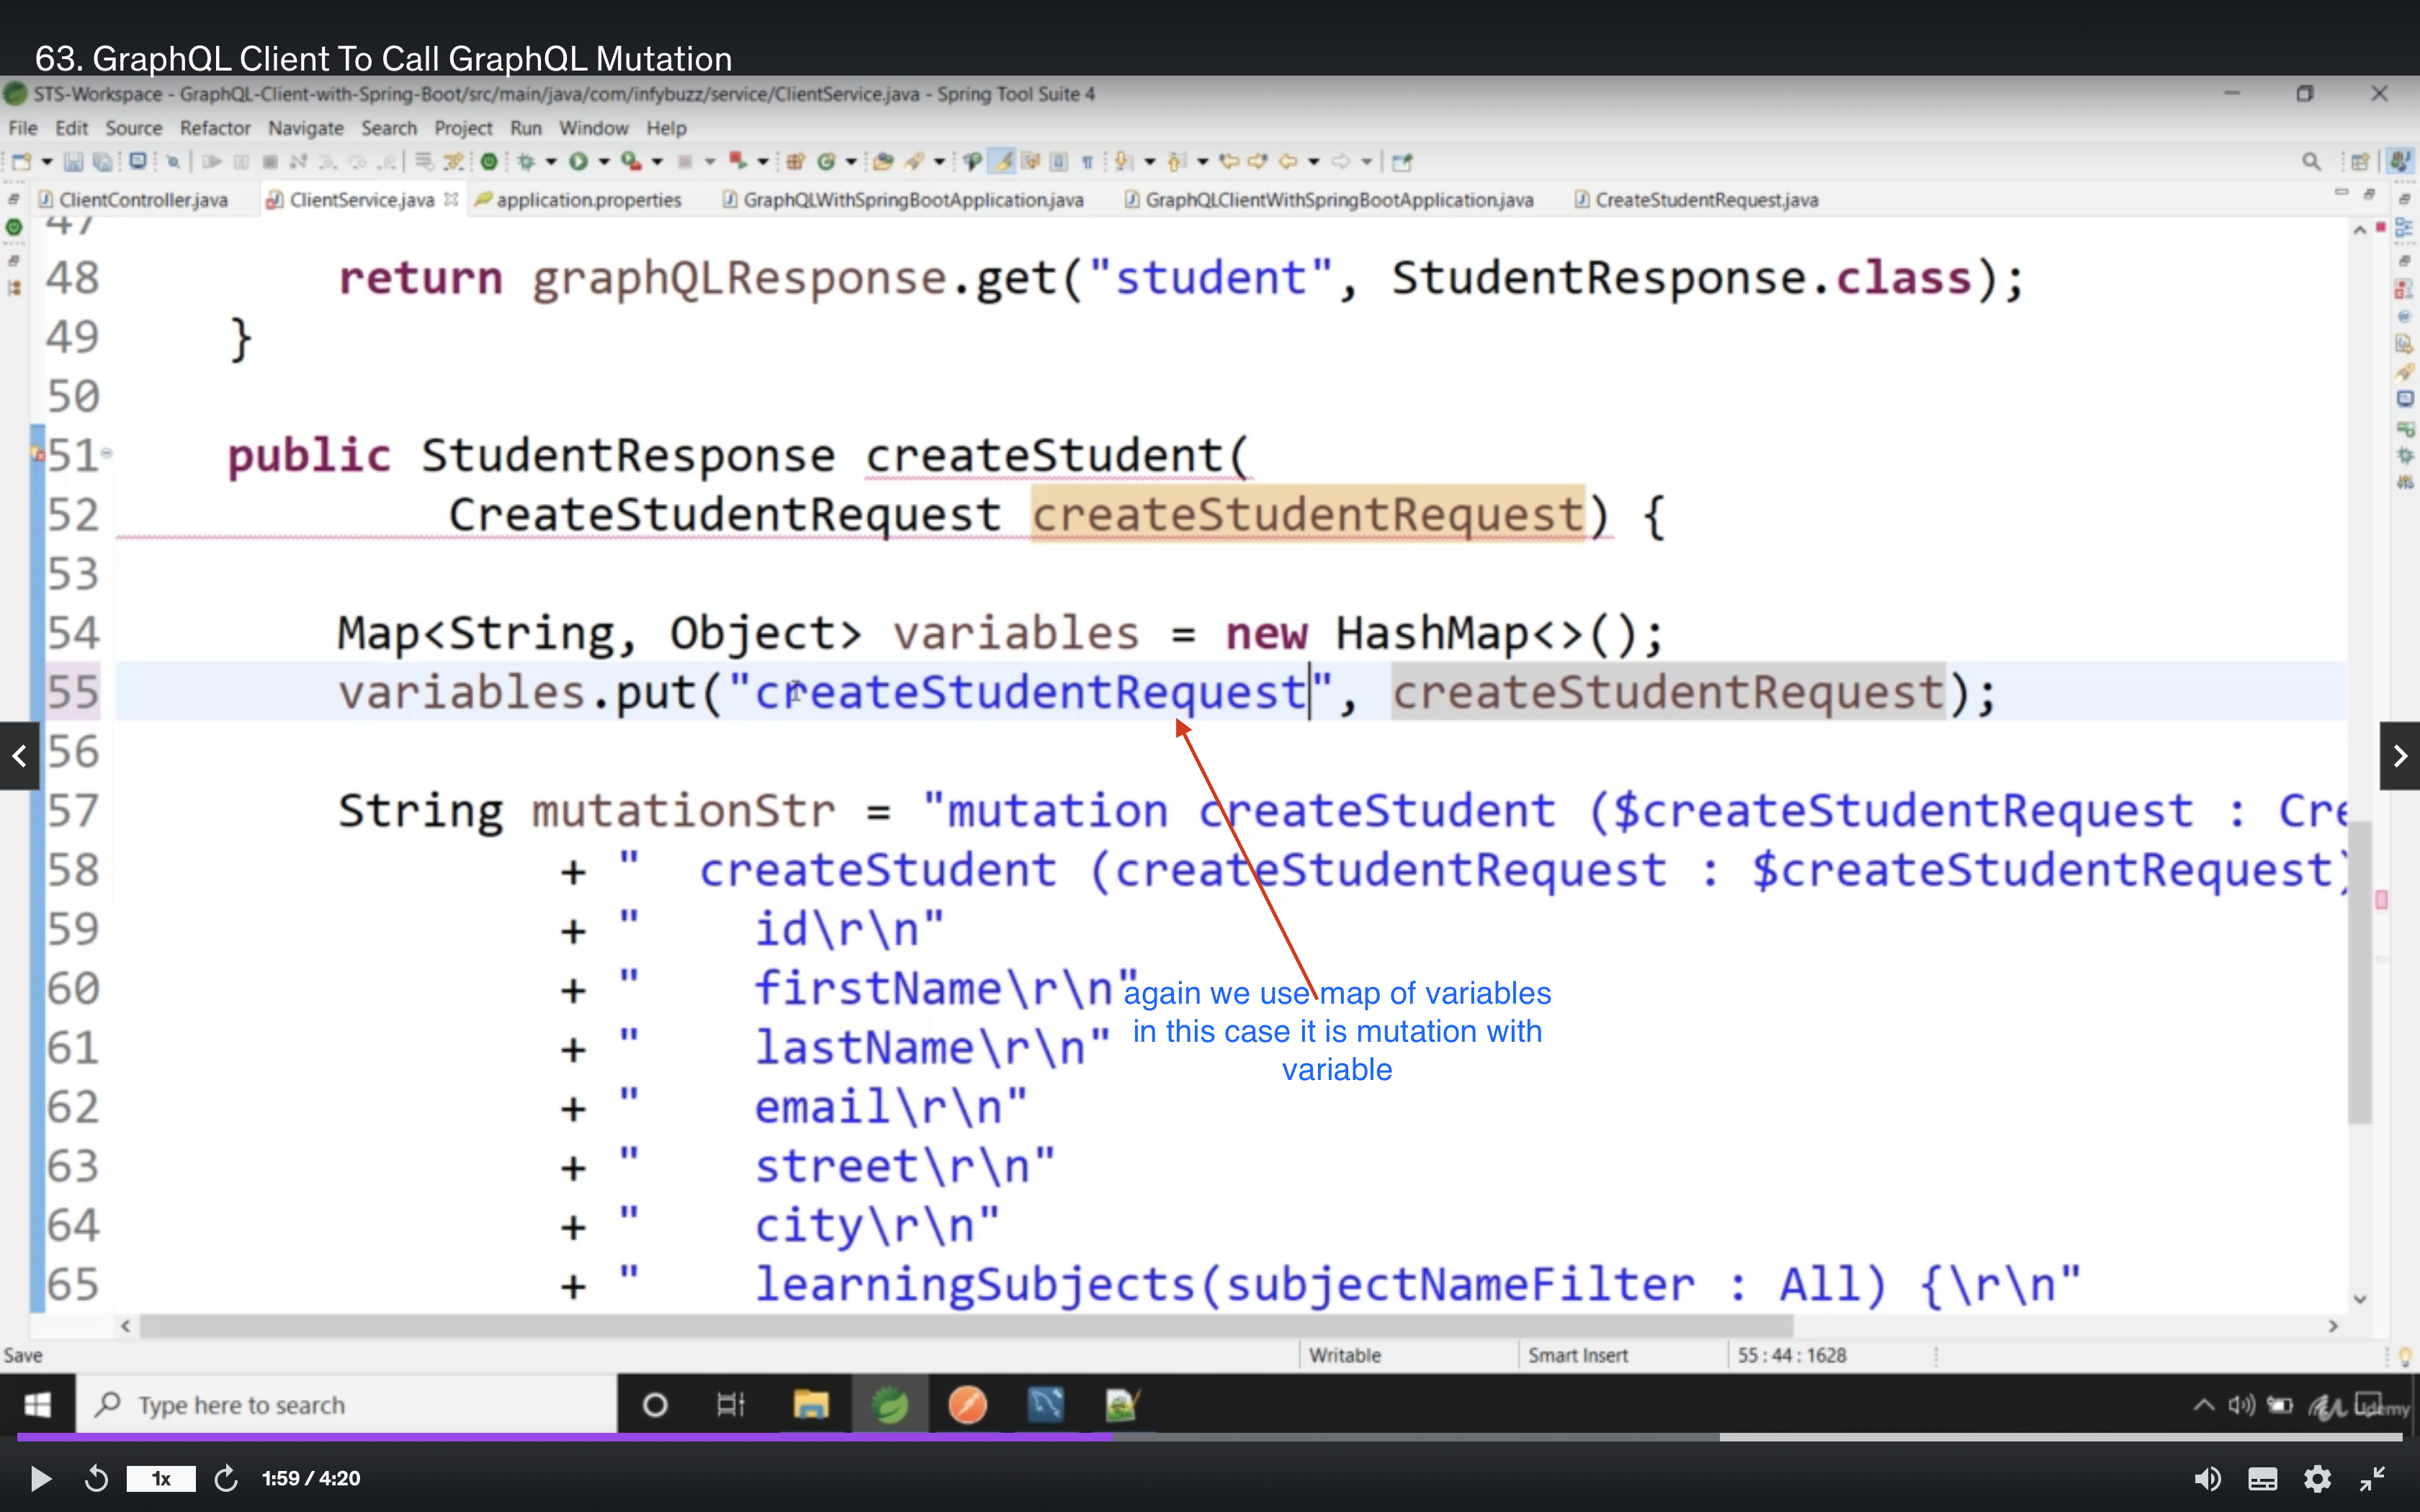 63. GraphQL Client To Call GraphQL Mutation
STS-Workspace - GraphQL-Client-with-Spring-Boot/src/main/java/com/infybuzz/service/ClientService.java - Spring Tool Suite 4
File Edit Source Refactor Navigate Search Project Run Window Help
ClientController.java ClientService.java application.properties GraphQLWithSpringBootApplication.java GraphQLClientWithSpringBootApplication.java CreateStudentRequest.java
47
48 return graphQLResponse.get("student", StudentResponse.class);
49 }
50
51 public StudentResponse createStudent(
52 CreateStudentRequest createStudentRequest) {
53
54 Map<String, Object> variables = new HashMap<>();
55 variables.put("createStudentRequest", createStudentRequest);
56
57 String mutationStr = "mutation createStudent ($createStudentRequest : Cre
58 + " createStudent (createStudentRequest : $createStudentRequest)
59 + " id\r\n"
60 + " firstName\r\n"
61 + " lastName\r\n"
62 + " email\r\n"
63 + " street\r\n"
64 + " city\r\n"
65 + " learningSubjects(subjectNameFilter : All) {\r\n"
again we use map of variables
in this case it is mutation with
variable
Save Writable Smart Insert 55 : 44 : 1628
Type here to search
Udemy
1x 1:59 / 4:20